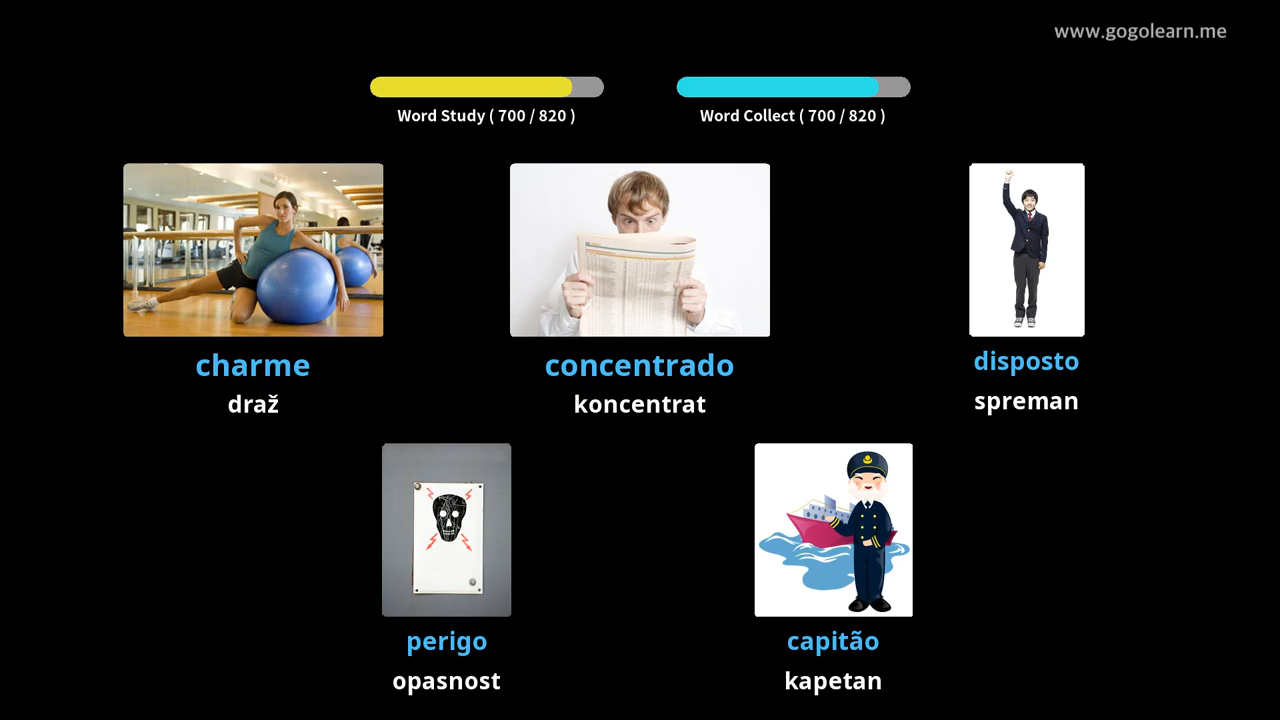 www.gogolearn.me
Word Study ( 700 / 820 )
Word Collect ( 700 / 820 )
charme
draž
concentrado
koncentrat
disposto
spreman
perigo
opasnost
capitão
kapetan